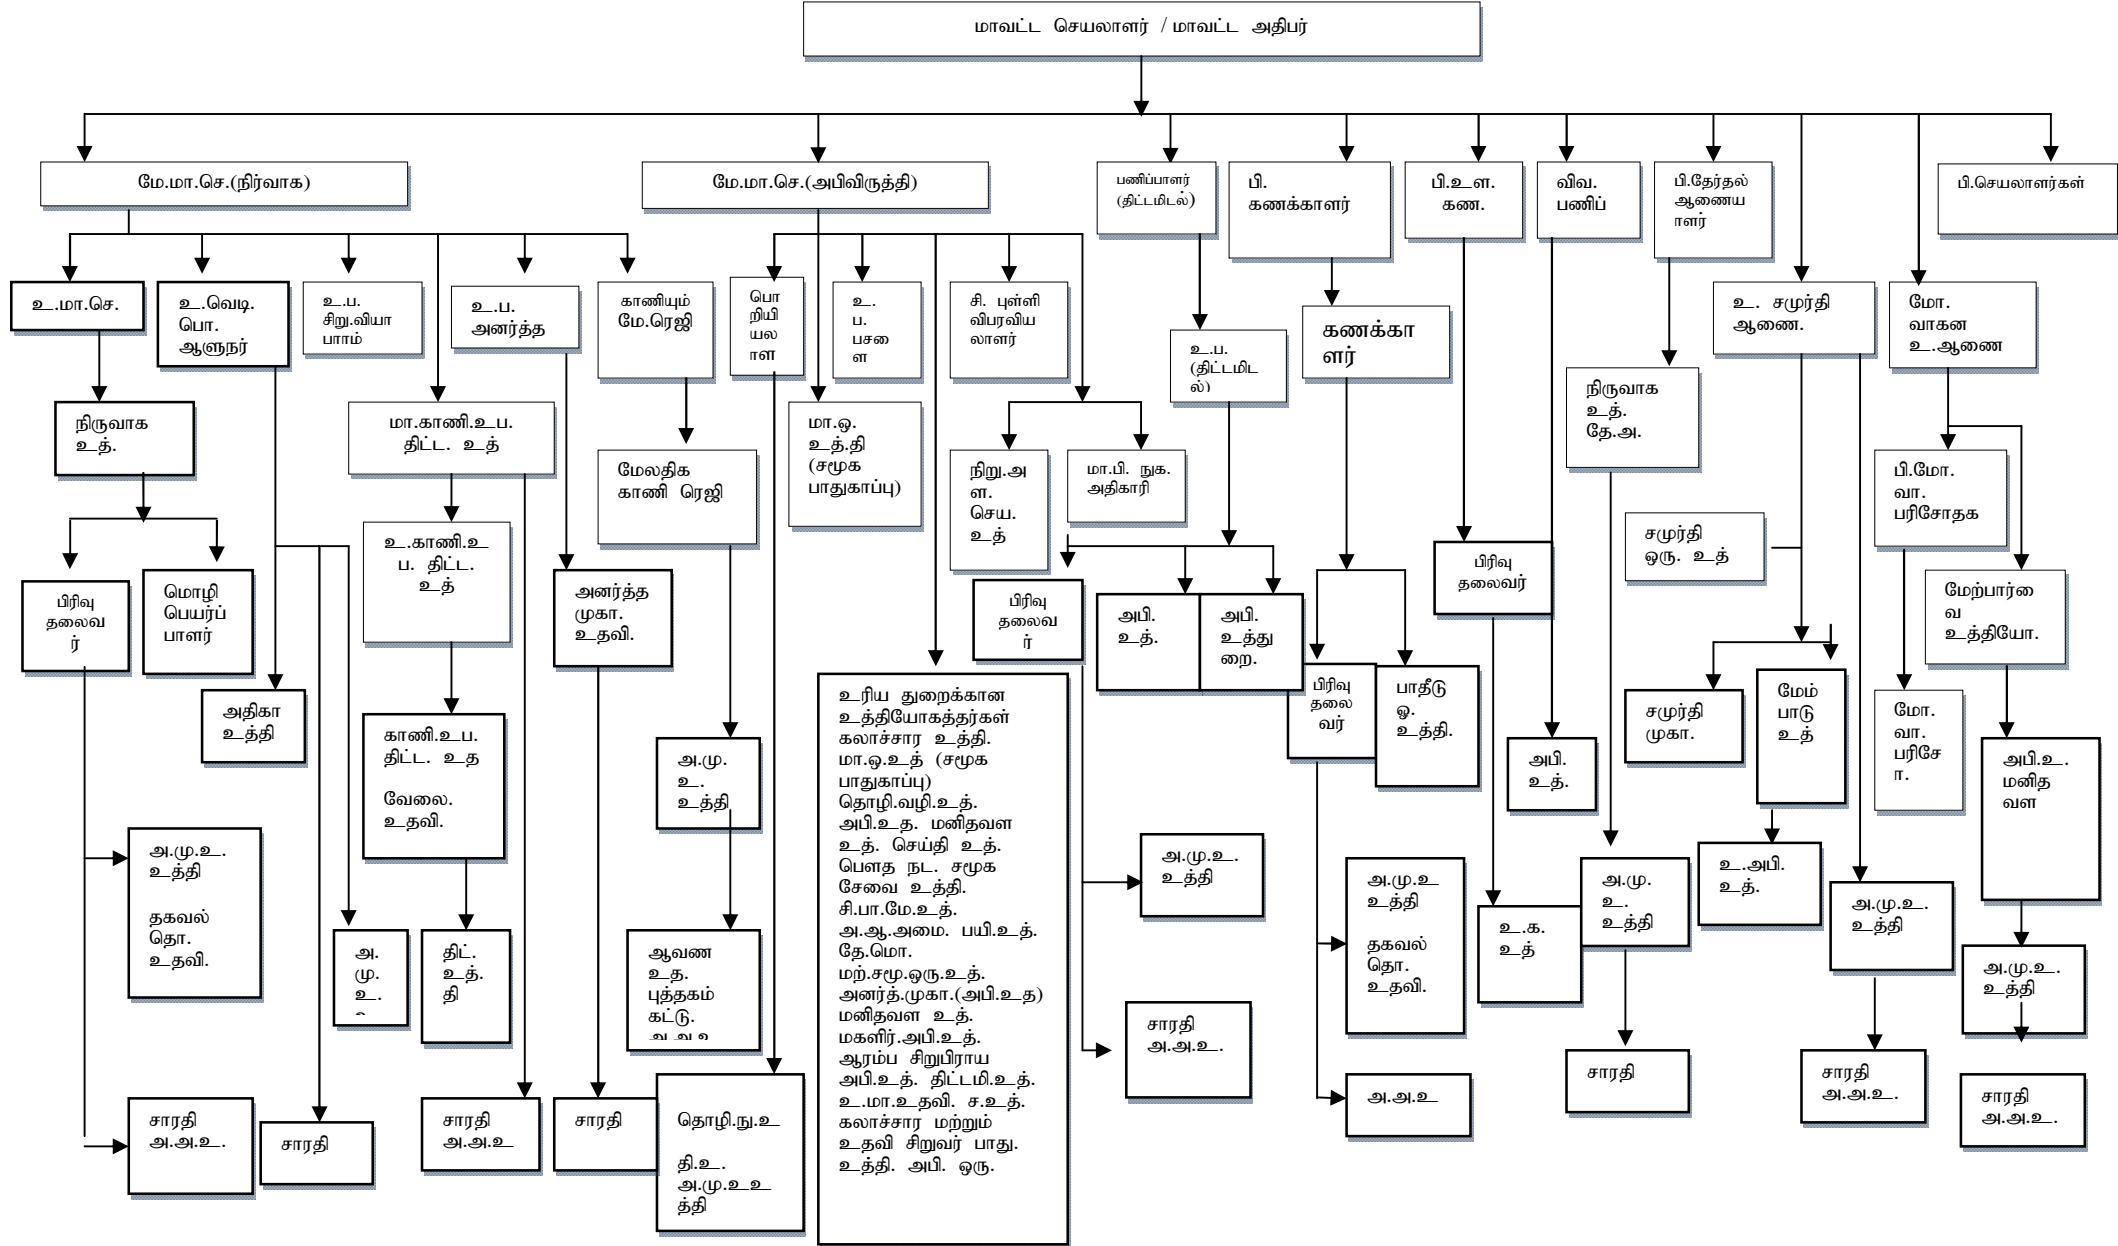 மாவட்ட செயலாளர் / மாவட்ட அதிபர்
மே.மா.செ.(நிர்வாக)
மே.மா.செ.(அபிவிருத்தி)
பணிப்பாளர்
(திட்டமிடல்)
பி.
கணக்காளர்
பி.உள.
கண.
விவ.
பணிப்
பி.தேர்தல்
ஆணைய
ாளர்
பி.செயலாளர்கள்
உ.மா.செ.
உ.வெடி.
பொ.
ஆளுநர்
உ.ப.
சிறு.வியா
பாரம்
உ.ப.
அனர்த்த
காணியும்
மே.ரெஜி
பொ
றியி
யல
ாள
உ.
ப.
பசளை
சி. புள்ளி
விபரவிய
லாளர்
உ.ப.
(திட்டமிட
ல்)
கணக்கா
ளர்
உ. சமுர்தி
ஆணை.
மோ.
வாகன
உ.ஆணை
நிருவாக
உத்.
மா.காணி.உப.
திட்ட. உத்
மேலதிக
காணி ரெஜி
மா.ஒ.
உத்.தி
(சமூக
பாதுகாப்பு)
நிறு.அ
ள.
செய.
உத்
மா.பி. நுக.
அதிகாரி
நிருவாக
உத்.
தே.அ.
பி.மோ.
வா.
பரிசோதக
சமுர்தி
ஒரு. உத்
பிரிவு
தலைவ
ர்
மொழி
பெயர்ப்
பாளர்
உ.காணி.உ
ப. திட்ட.
உத்
அனர்த்த
முகா.
உதவி.
பிரிவு
தலைவ
ர்
அபி.
உத்.
அபி.
உத்து
றை.
பிரிவு
தலைவர்
மேற்பார்வை
உத்தியோ.
அதிகா
உத்தி
காணி.உப.
திட்ட. உத
வேலை.
உதவி.
அ.மு.
உ.
உத்தி
உரிய துறைக்கான
உத்தியோகத்தர்கள்
கலாச்சார உத்தி.
மா.ஒ.உத் (சமூக
பாதுகாப்பு)
தொழி.வழி.உத்.
அபி.உத. மனிதவள
உத். செய்தி உத்.
பௌத நட. சமூக
சேவை உத்தி.
சி.பா.மே.உத்.
அ.ஆ.அமை. பயி.உத்.
தே.மொ.
மற்.சமூ.ஒரு.உத்.
அனர்த்.முகா.(அபி.உத)
மனிதவள உத்.
மகளிர்.அபி.உத்.
ஆரம்ப சிறுபிராய
அபி.உத். திட்டமி.உத்.
உ.மா.உதவி. ச.உத்.
கலாச்சார மற்றும்
உதவி சிறுவர் பாது.
உத்தி. அபி. ஒரு.
பிரிவு
தலை
வர்
பாதீடு
ஓ.
உத்தி.
அபி.
உத்.
சமுர்தி
முகா.
மேம்
பாடு
உத்
மோ.
வா.
பரிசே
ா.
அபி.உ.
மனித
வள
அ.மு.உ.
உத்தி
தகவல்
தொ.
உதவி.
அ.
மு.
உ.
திட்.
உத்.
தி
ஆவண
உத.
புத்தகம்
கட்டு.
அ.மு.உ.
உத்தி
அ.மு.உ
உத்தி
தகவல்
தொ.
உதவி.
உ.க.
உத்
அ.மு.
உ.
உத்தி
உ.அபி.
உத்.
அ.மு.உ.
உத்தி
அ.மு.உ.
உத்தி
சாரதி
அ.அ.உ.
சாரதி
சாரதி
அ.அ.உ
சாரதி
தொழி.நு.உ
தி.உ.
அ.மு.உஉ
த்தி
சாரதி
அ.அ.உ.
அ.அ.உ
சாரதி
சாரதி
அ.அ.உ.
சாரதி
அ.அ.உ.